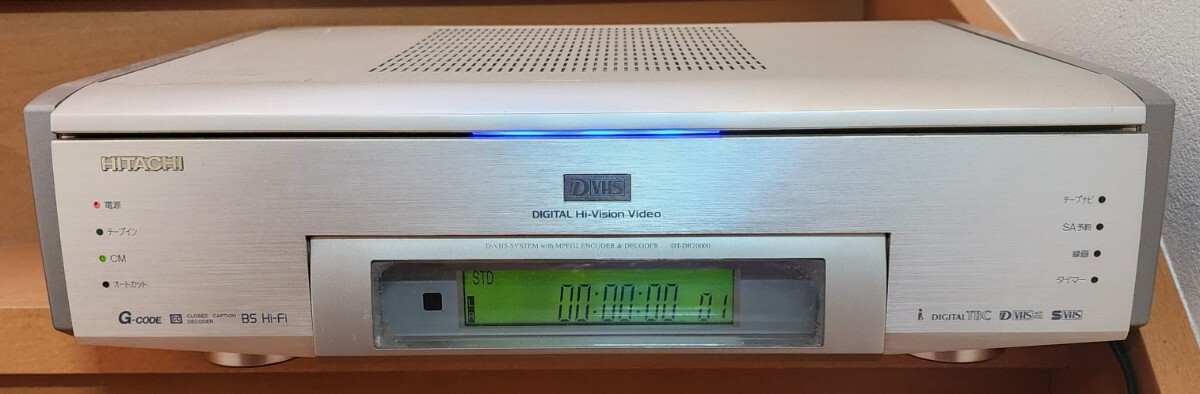 HITACHI
D VHS
DIGITAL Hi-Vision Video
電源
テープイン
CM
オートカット
テープナビ
SA予約
録画
タイマー
D-VHS SYSTEM with MPEG2 ENCODER & DECODER DT-DR20000
STD
00:00:00 01
G-CODE
CLOSED CAPTION DECODER
BS Hi-Fi
i DIGITAL TBC D VHS S VHS